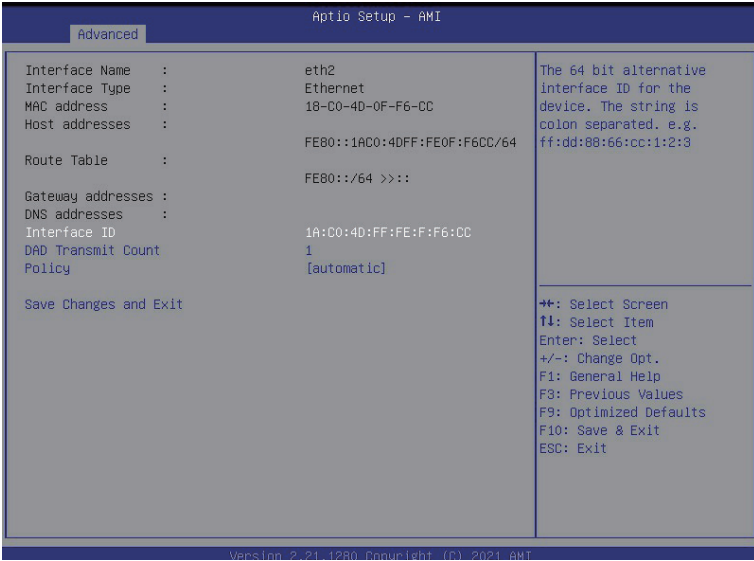 Aptio Setup – AMI
Advanced
Interface Name :
eth2
Interface Type :
Ethernet
MAC address :
18-C0-4D-0F-F6-CC
Host addresses :
FE80::1AC0:4DFF:FE0F:F6CC/64
Route Table :
FE80::/64 >>::
Gateway addresses :
DNS addresses :
Interface ID
1A:C0:4D:FF:FE:F:F6:CC
DAD Transmit Count
1
Policy
[automatic]
Save Changes and Exit
The 64 bit alternative
interface ID for the
device. The string is
colon separated. e.g.
ff:dd:88:66:cc:1:2:3
→←: Select Screen
↑↓: Select Item
Enter: Select
+/-: Change Opt.
F1: General Help
F3: Previous Values
F9: Optimized Defaults
F10: Save & Exit
ESC: Exit
Version 2.21.1280 Copyright (C) 2021 AMI